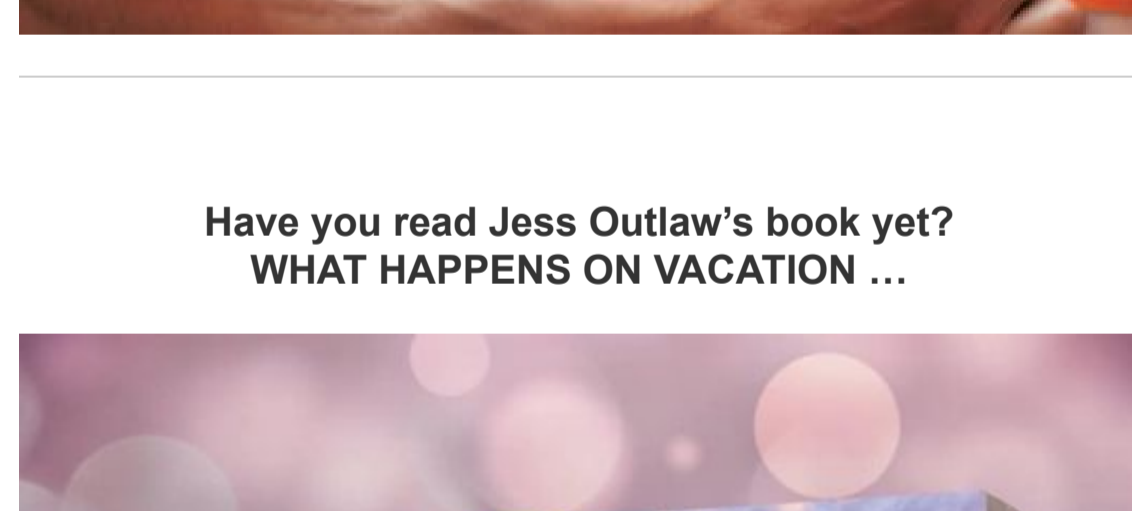 Have you read Jess Outlaw’s book yet?
WHAT HAPPENS ON VACATION …